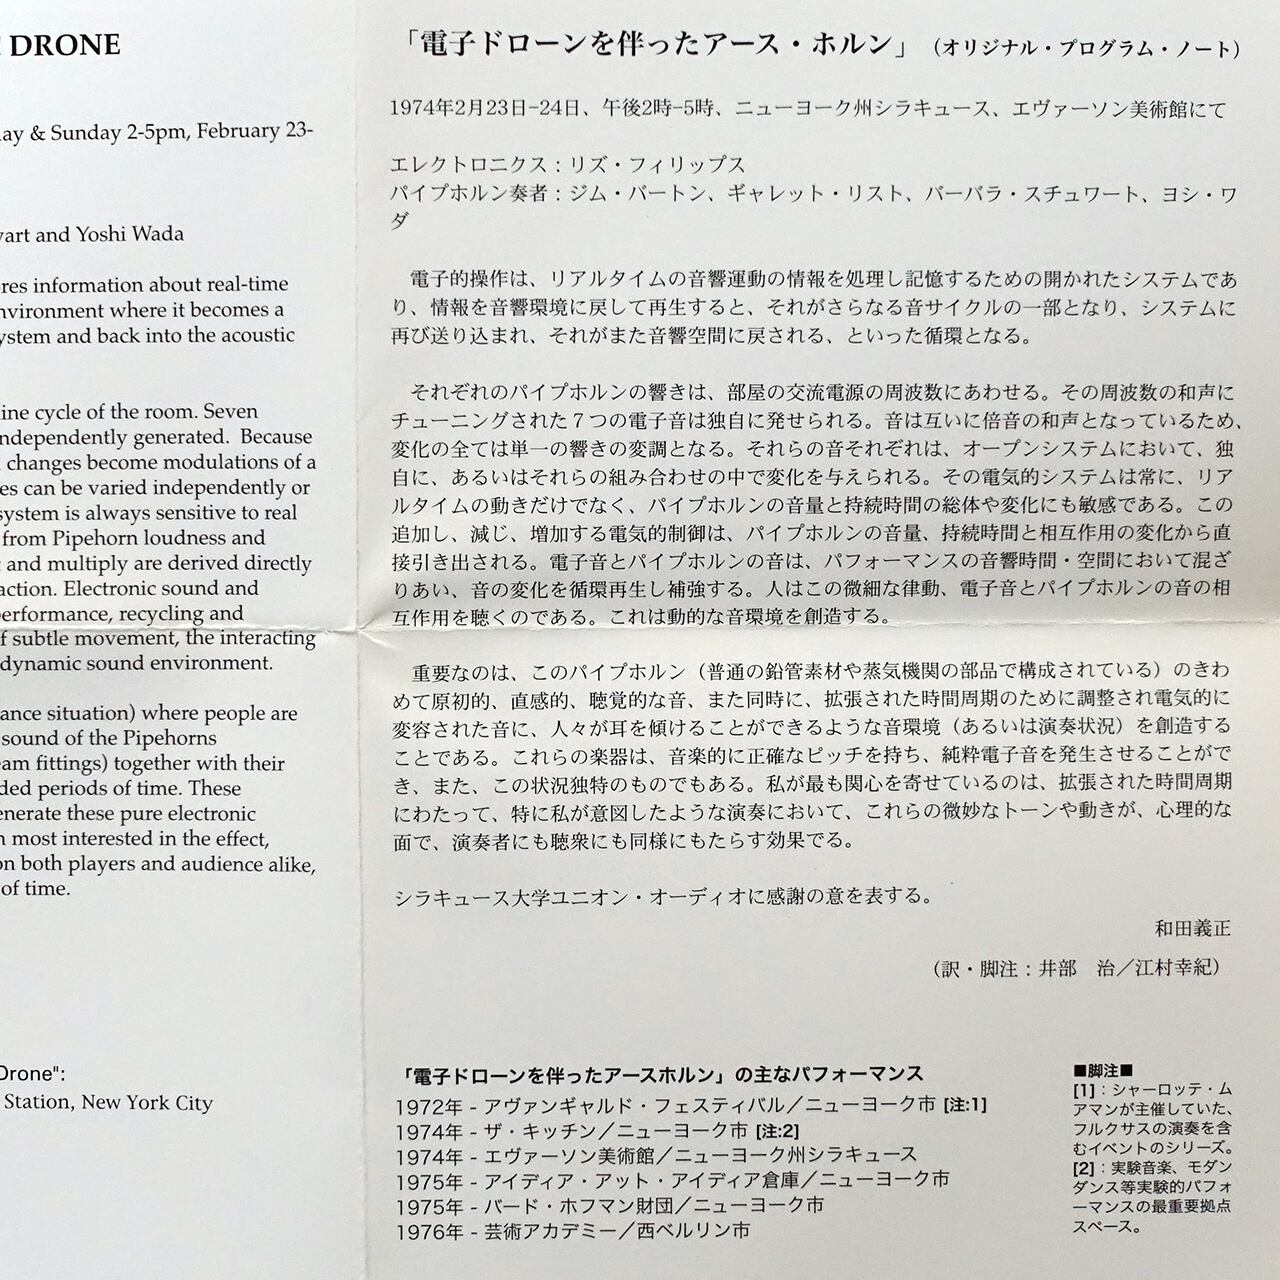 DRONE
ay & Sunday 2-5pm, February 23-
art and Yoshi Wada
res information about real-time
nvironment where it becomes a
ystem and back into the acoustic
ine cycle of the room. Seven
ndependently generated.  Because
changes become modulations of a
es can be varied independently or
system is always sensitive to real
from Pipehorn loudness and
and multiply are derived directly
action. Electronic sound and
performance, recycling and
f subtle movement, the interacting
dynamic sound environment.
ance situation) where people are
sound of the Pipehorns
eam fittings) together with their
ded periods of time. These
enerate these pure electronic
most interested in the effect,
on both players and audience alike,
of time.
Drone":
Station, New York City
「電子ドローンを伴ったアース・ホルン」（オリジナル・プログラム・ノート）
1974年2月23日−24日、午後2時−5時、ニューヨーク州シラキュース、エヴァーソン美術館にて
エレクトロニクス：リズ・フィリップス
パイプホルン奏者：ジム・バートン、ギャレット・リスト、バーバラ・スチュワート、ヨシ・ワ
ダ
電子的操作は、リアルタイムの音響運動の情報を処理し記憶するための開かれたシステムであ
り、情報を音響環境に戻して再生すると、それがさらなる音サイクルの一部となり、システムに
再び送り込まれ、それがまた音響空間に戻される、といった循環となる。
それぞれのパイプホルンの響きは、部屋の交流電源の周波数にあわせる。その周波数の和声に
チューニングされた７つの電子音は独自に発せられる。音は互いに倍音の和声となっているため、
変化の全ては単一の響きの変調となる。それらの音それぞれは、オープンシステムにおいて、独
自に、あるいはそれらの組み合わせの中で変化を与えられる。その電気的システムは常に、リア
ルタイムの動きだけでなく、パイプホルンの音量と持続時間の総体や変化にも敏感である。この
追加し、減じ、増加する電気的制御は、パイプホルンの音量、持続時間と相互作用の変化から直
接引き出される。電子音とパイプホルンの音は、パフォーマンスの音響時間・空間において混ざ
りあい、音の変化を循環再生し補強する。人はこの微細な律動、電子音とパイプホルンの音の相
互作用を聴くのである。これは動的な音環境を創造する。
重要なのは、このパイプホルン（普通の鉛管素材や蒸気機関の部品で構成されている）のきわ
めて原初的、直感的、聴覚的な音、また同時に、拡張された時間周期のために調整され電気的に
変容された音に、人々が耳を傾けることができるような音環境（あるいは演奏状況）を創造する
ことである。これらの楽器は、音楽的に正確なピッチを持ち、純粋電子音を発生させることがで
き、また、この状況独特のものでもある。私が最も関心を寄せているのは、拡張された時間周期
にわたって、特に私が意図したような演奏において、これらの微妙なトーンや動きが、心理的な
面で、演奏者にも聴衆にも同様にもたらす効果でる。
シラキュース大学ユニオン・オーディオに感謝の意を表する。
和田義正
（訳・脚注：井部　治／江村幸紀）
「電子ドローンを伴ったアースホルン」の主なパフォーマンス
1972年 - アヴァンギャルド・フェスティバル／ニューヨーク市 [注:1]
1974年 - ザ・キッチン／ニューヨーク市 [注:2]
1974年 - エヴァーソン美術館／ニューヨーク州シラキュース
1975年 - アイディア・アット・アイディア倉庫／ニューヨーク市
1975年 - バード・ホフマン財団／ニューヨーク市
1976年 - 芸術アカデミー／西ベルリン市
■脚注■
[1]：シャーロッテ・ム
アマンが主催していた、
フルクサスの演奏を含
むイベントのシリーズ。
[2]：実験音楽、モダン
ダンス等実験的パフォ
ーマンスの最重要拠点
スペース。